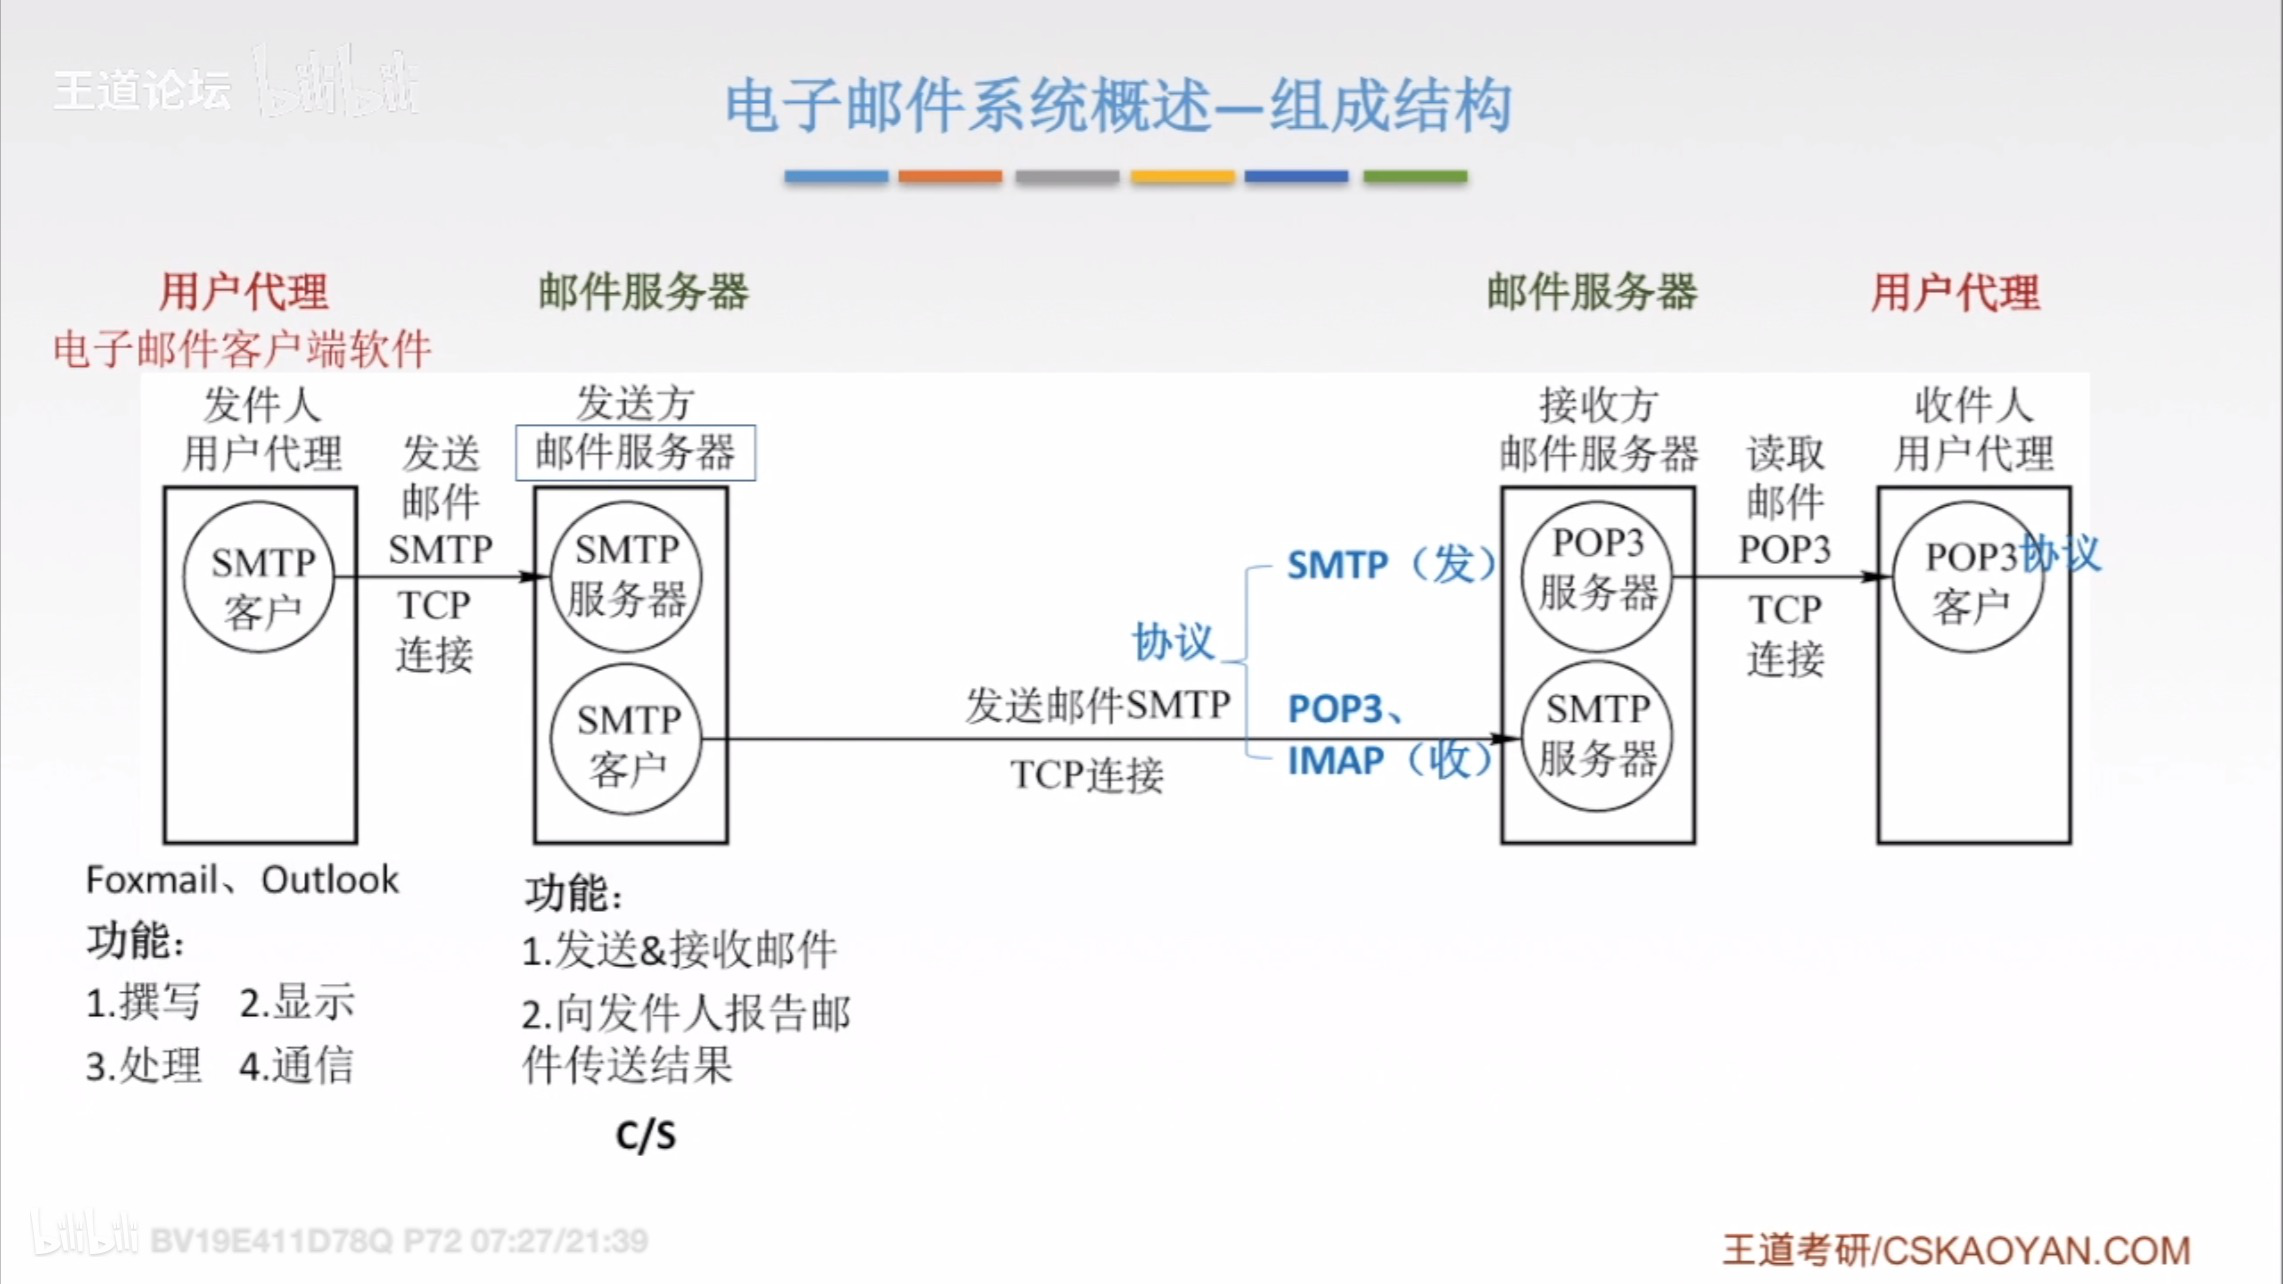 王道论坛 bilibili
电子邮件系统概述—组成结构
用户代理
电子邮件客户端软件
邮件服务器
邮件服务器
用户代理
发件人
用户代理
SMTP
客户
发送
邮件
SMTP
TCP
连接
发送方
邮件服务器
SMTP
服务器
SMTP
客户
发送邮件SMTP
TCP连接
协议
SMTP（发）
POP3、
IMAP（收）
接收方
邮件服务器
POP3
服务器
SMTP
服务器
读取
邮件
POP3
TCP
连接
收件人
用户代理
POP3
客户
协议
Foxmail、Outlook
功能：
1.撰写 2.显示
3.处理 4.通信
功能：
1.发送&接收邮件
2.向发件人报告邮
件传送结果
C/S
bilibili BV19E411D78Q P72 07:27/21:39
王道考研/CSKAOYAN.COM